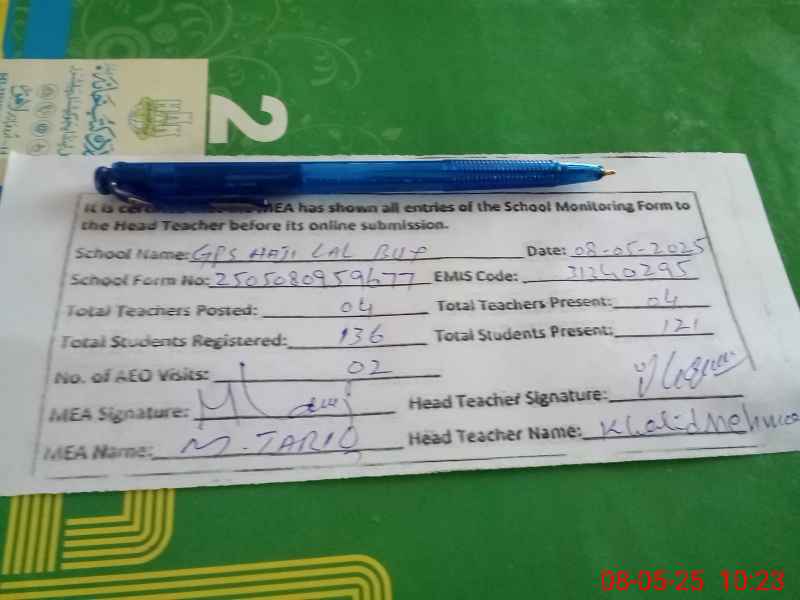 2
It is certified that the MEA has shown all entries of the School Monitoring Form to
the Head Teacher before its online submission.
School Name: GPS HAJI LAL BUX Date: 08-05-2025
School Form No: 2505080959677 EMIS Code: 31340295
Total Teachers Posted: 04 Total Teachers Present: 04
Total Students Registered: 136 Total Students Present: 121
No. of AEO Visits: 02
MEA Signature: Head Teacher Signature:
MEA Name: M. TARIQ Head Teacher Name: Khalid Mehmood
08-05-25 10:23